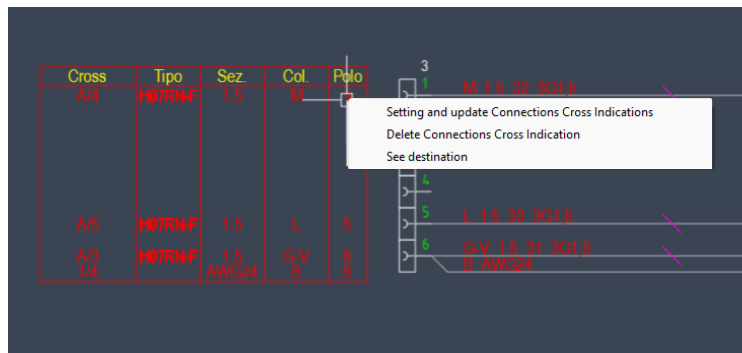 3
Cross Tipo Sez. Col. Polo
A/4 H07RN-F 1.5 M
1 M 1.5 32 3G1,5
Setting and update Connections Cross Indications
Delete Connections Cross Indication
See destination
4
A/5 H07RN-F 1.5 L 5
5 L 1.5 33 3G1,5
A/3 H07RN-F 1.5 G-V 6
6 G-V 1.5 31 3G1,5
1/4 AWG24 B 6
B AWG24